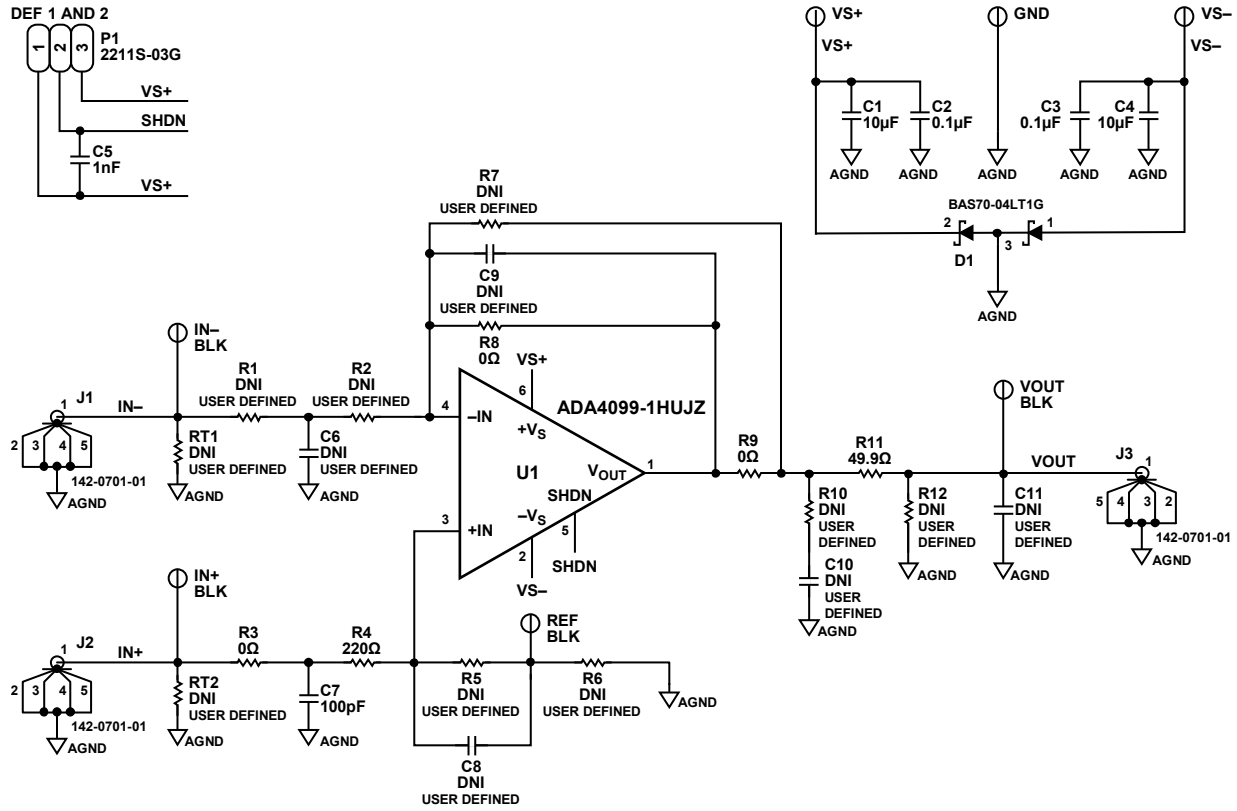 DEF 1 AND 2
1 2 3
P1
2211S-03G
VS+
SHDN
C5
1nF
VS+
VS+
VS+
GND
VS–
VS–
C1
10µF
C2
0.1µF
C3
0.1µF
C4
10µF
AGND
AGND
AGND
AGND
AGND
BAS70-04LT1G
2
3
1
D1
AGND
R7
DNI
USER DEFINED
C9
DNI
USER DEFINED
R8
0Ω
IN–
BLK
J1
1
IN–
2 3 4 5
142-0701-01
AGND
R1
DNI
USER DEFINED
R2
DNI
USER DEFINED
RT1
DNI
USER DEFINED
AGND
C6
DNI
USER DEFINED
AGND
VS+
6
ADA4099-1HUJZ
4
–IN
+VS
U1
VOUT
1
SHDN
3
+IN
–VS
5
2
SHDN
VS–
R9
0Ω
R11
49.9Ω
VOUT
BLK
VOUT
J3
1
5 4 3 2
142-0701-01
AGND
R10
DNI
USER
DEFINED
R12
DNI
USER
DEFINED
AGND
C11
DNI
USER
DEFINED
AGND
C10
DNI
USER
DEFINED
AGND
IN+
BLK
J2
1
IN+
2 3 4 5
142-0701-01
AGND
R3
0Ω
R4
220Ω
REF
BLK
RT2
DNI
USER DEFINED
AGND
C7
100pF
AGND
R5
DNI
USER DEFINED
R6
DNI
USER DEFINED
AGND
C8
DNI
USER DEFINED